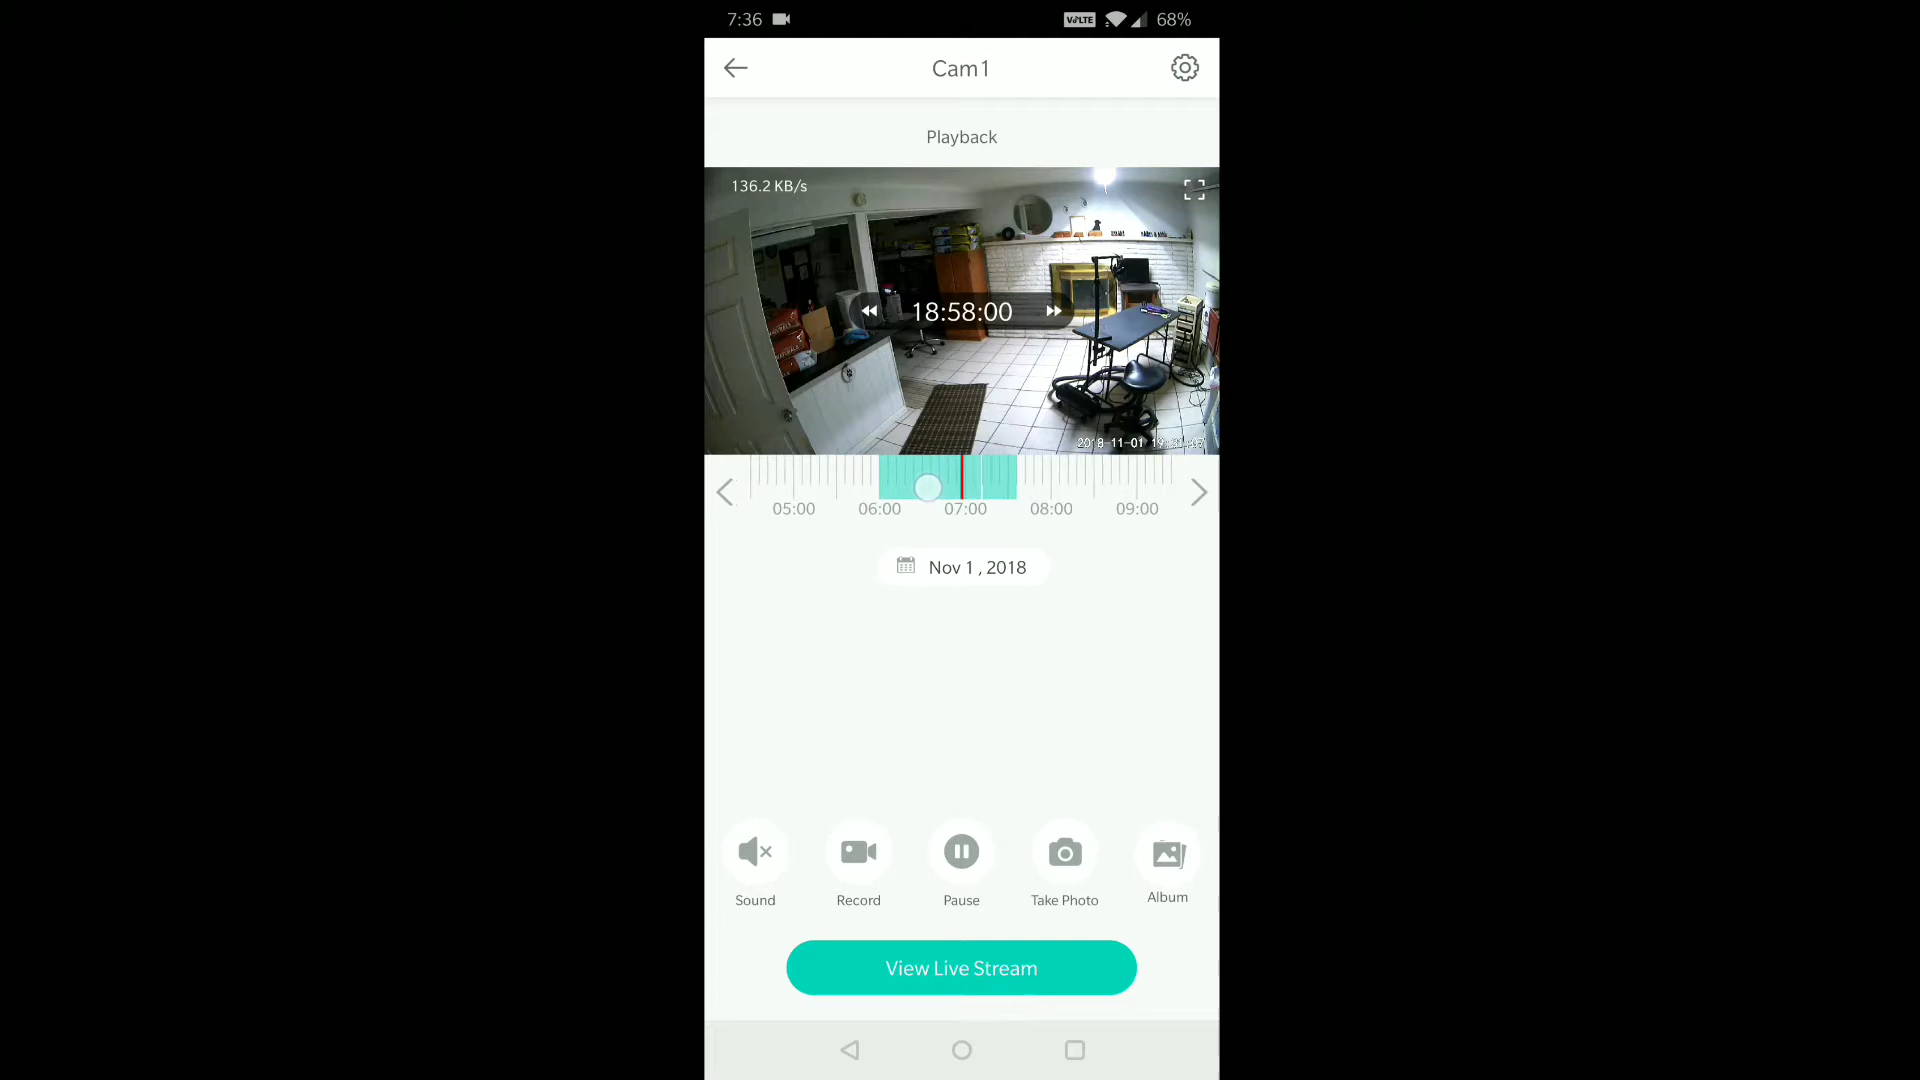 7:36 VoLTE 68%
Cam1
Playback
136.2 KB/s
18:58:00
2018-11-01
05:00 06:00 07:00 08:00 09:00
Nov 1 , 2018
Sound Record Pause Take Photo Album
View Live Stream